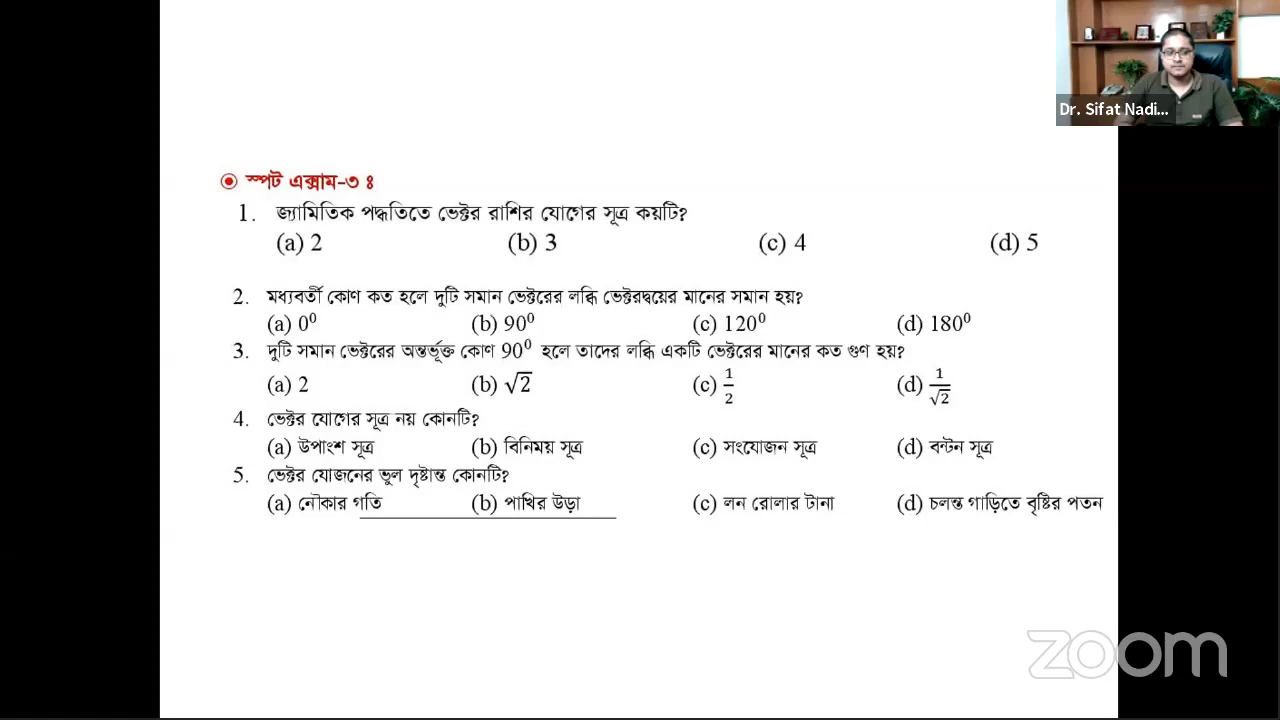 Dr. Sifat Nadi...
স্পট এক্সাম-৩ ঃ
1. জ্যামিতিক পদ্ধতিতে ভেক্টর রাশির যোগের সূত্র কয়টি?
(a) 2 (b) 3 (c) 4 (d) 5
2. মধ্যবর্তী কোণ কত হলে দুটি সমান ভেক্টরের লব্ধি ভেক্টরদ্বয়ের মানের সমান হয়?
(a) 0⁰ (b) 90⁰ (c) 120⁰ (d) 180⁰
3. দুটি সমান ভেক্টরের অন্তর্ভূক্ত কোণ 90⁰ হলে তাদের লব্ধি একটি ভেক্টরের মানের কত গুণ হয়?
(a) 2 (b) √2 (c) 1/2 (d) 1/√2
4. ভেক্টর যোগের সূত্র নয় কোনটি?
(a) উপাংশ সূত্র (b) বিনিময় সূত্র (c) সংযোজন সূত্র (d) বন্টন সূত্র
5. ভেক্টর যোজনের ভুল দৃষ্টান্ত কোনটি?
(a) নৌকার গতি (b) পাখির উড়া (c) লন রোলার টানা (d) চলন্ত গাড়িতে বৃষ্টির পতন
zoom